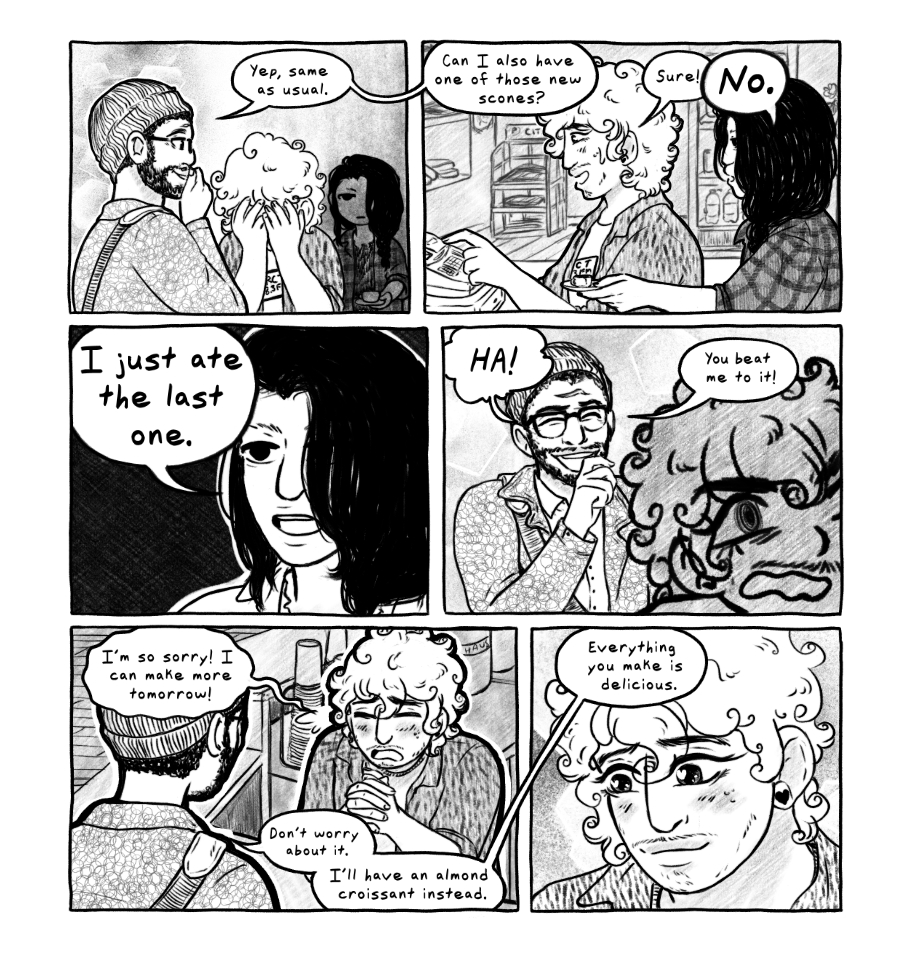 Yep, same
as usual.
Can I also have
one of those new
scones?
Sure!
No.
I just ate
the last
one.
HA!
You beat
me to it!
I'm so sorry! I
can make more
tomorrow!
Don't worry
about it.
I'll have an almond
croissant instead.
Everything
you make is
delicious.